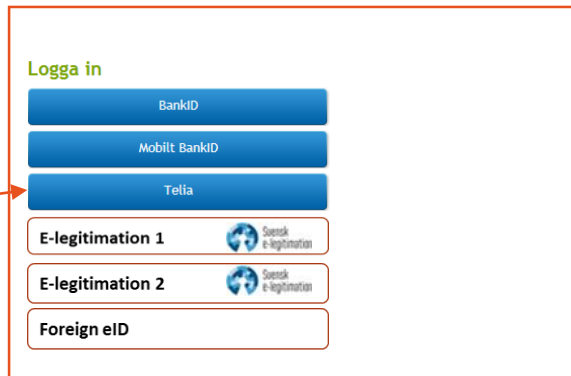 Logga in
BankID
Mobilt BankID
Telia
E-legitimation 1
Svensk
e-legitimation
E-legitimation 2
Svensk
e-legitimation
Foreign eID